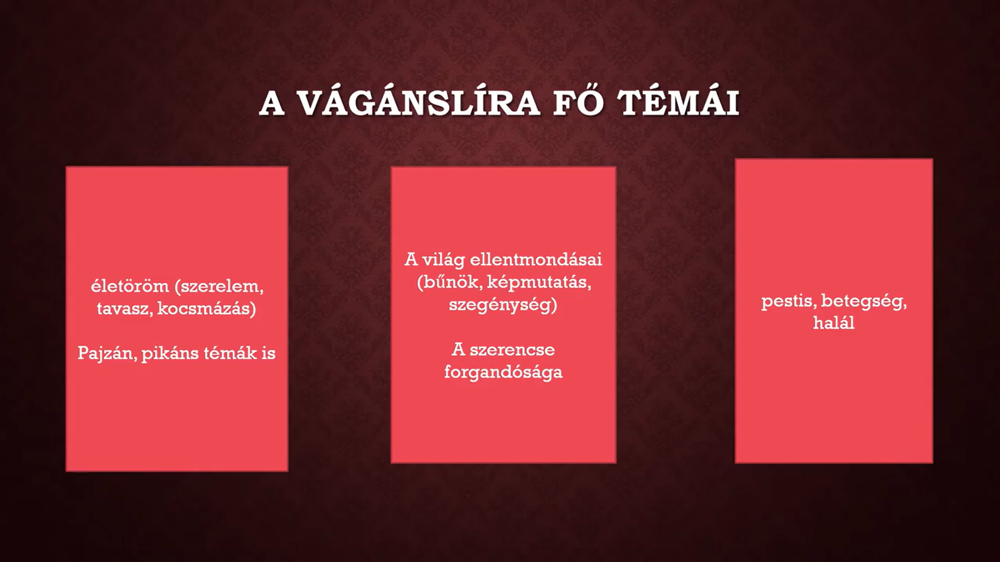 A VÁGÁNSLÍRA FŐ TÉMÁI
életöröm (szerelem,
tavasz, kocsmázás)
Pajzán, pikáns témák is
A világ ellentmondásai
(bűnök, képmutatás,
szegénység)
A szerencse
forgandósága
pestis, betegség,
halál